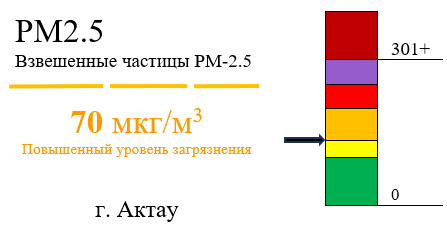 PM2.5
Взвешенные частицы PM-2.5
70 мкг/м³
Повышенный уровень загрязнения
г. Актау
301+
0